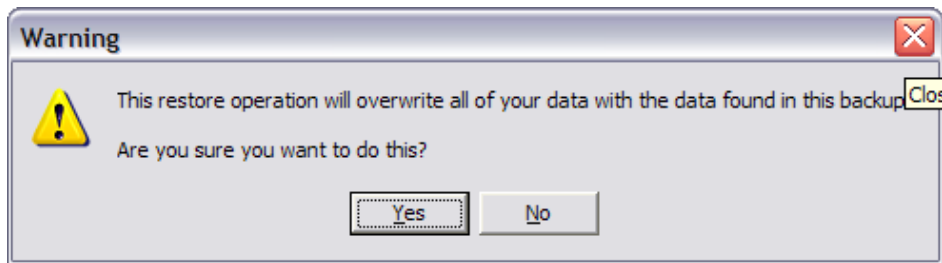 Warning
This restore operation will overwrite all of your data with the data found in this backup
Clos
Are you sure you want to do this?
Yes
No